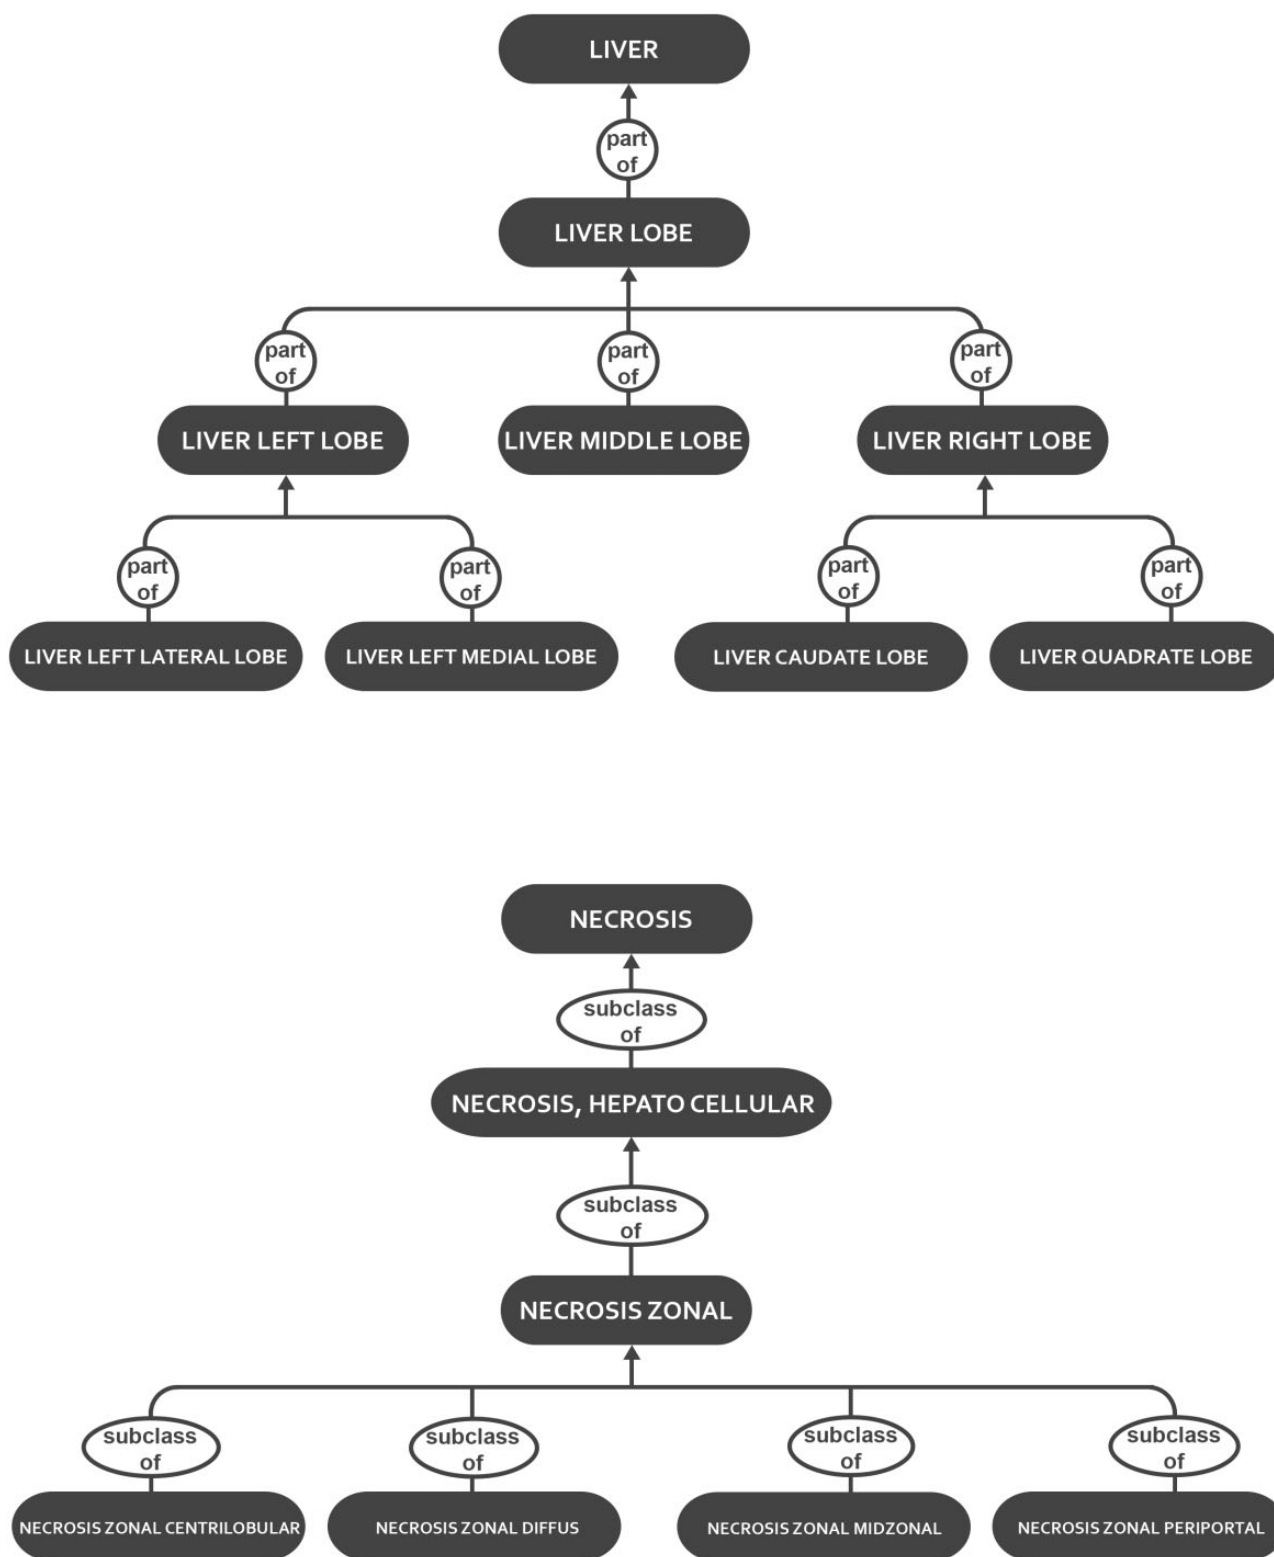 LIVER
part
of
LIVER LOBE
part
of
part
of
part
of
LIVER LEFT LOBE
LIVER MIDDLE LOBE
LIVER RIGHT LOBE
part
of
part
of
part
of
part
of
LIVER LEFT LATERAL LOBE
LIVER LEFT MEDIAL LOBE
LIVER CAUDATE LOBE
LIVER QUADRATE LOBE
NECROSIS
subclass
of
NECROSIS, HEPATO CELLULAR
subclass
of
NECROSIS ZONAL
subclass
of
subclass
of
subclass
of
subclass
of
NECROSIS ZONAL CENTRILOBULAR
NECROSIS ZONAL DIFFUS
NECROSIS ZONAL MIDZONAL
NECROSIS ZONAL PERIPORTAL